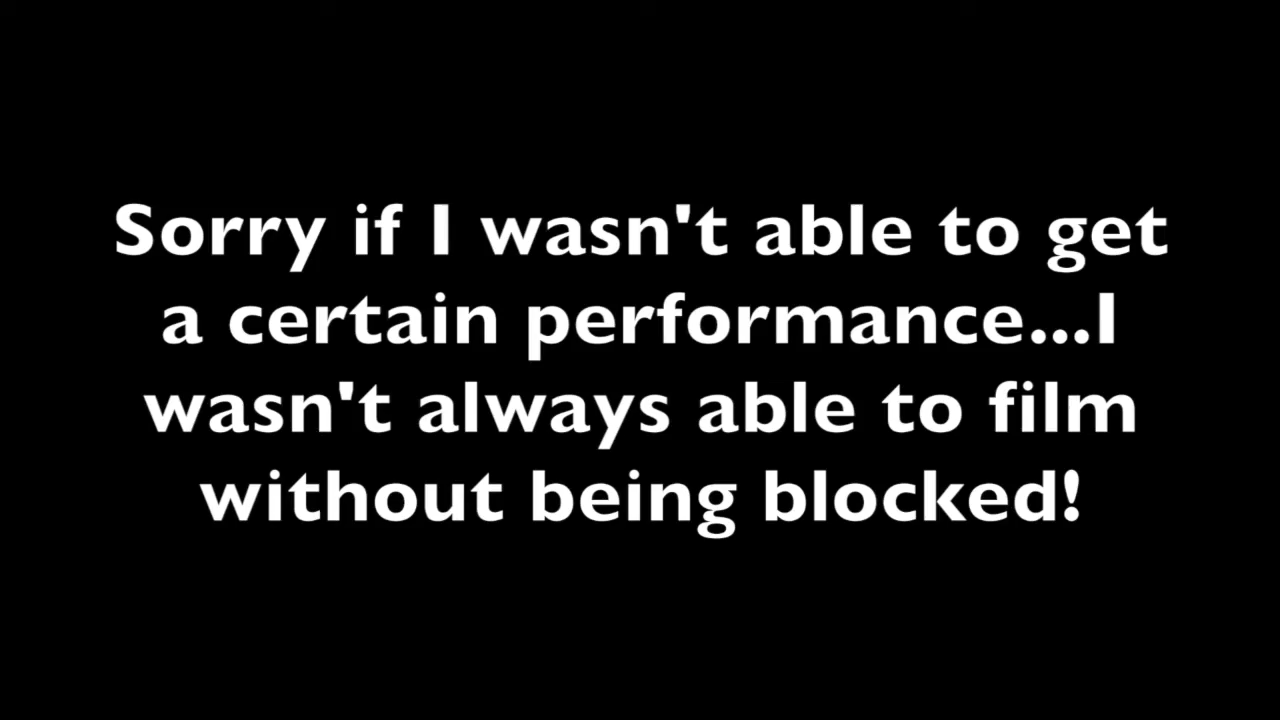 Sorry if I wasn't able to get
a certain performance...I
wasn't always able to film
without being blocked!